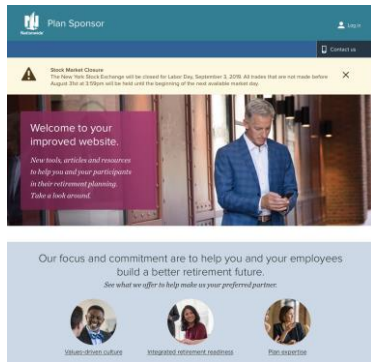 Nationwide
Plan Sponsor
Log in
Contact us
Stock Market Closure
The New York Stock Exchange will be closed for Labor Day, September 3, 2018. All trades that are not made before
August 31st at 3:59pm will be held until the beginning of the next available market day.
Welcome to your
improved website.
New tools, articles and resources
to help you and your participants
in their retirement planning.
Take a look around.
Our focus and commitment are to help you and your employees
build a better retirement future.
See what we offer to help make us your preferred partner.
Values-driven culture
Integrated retirement readiness
Plan expertise